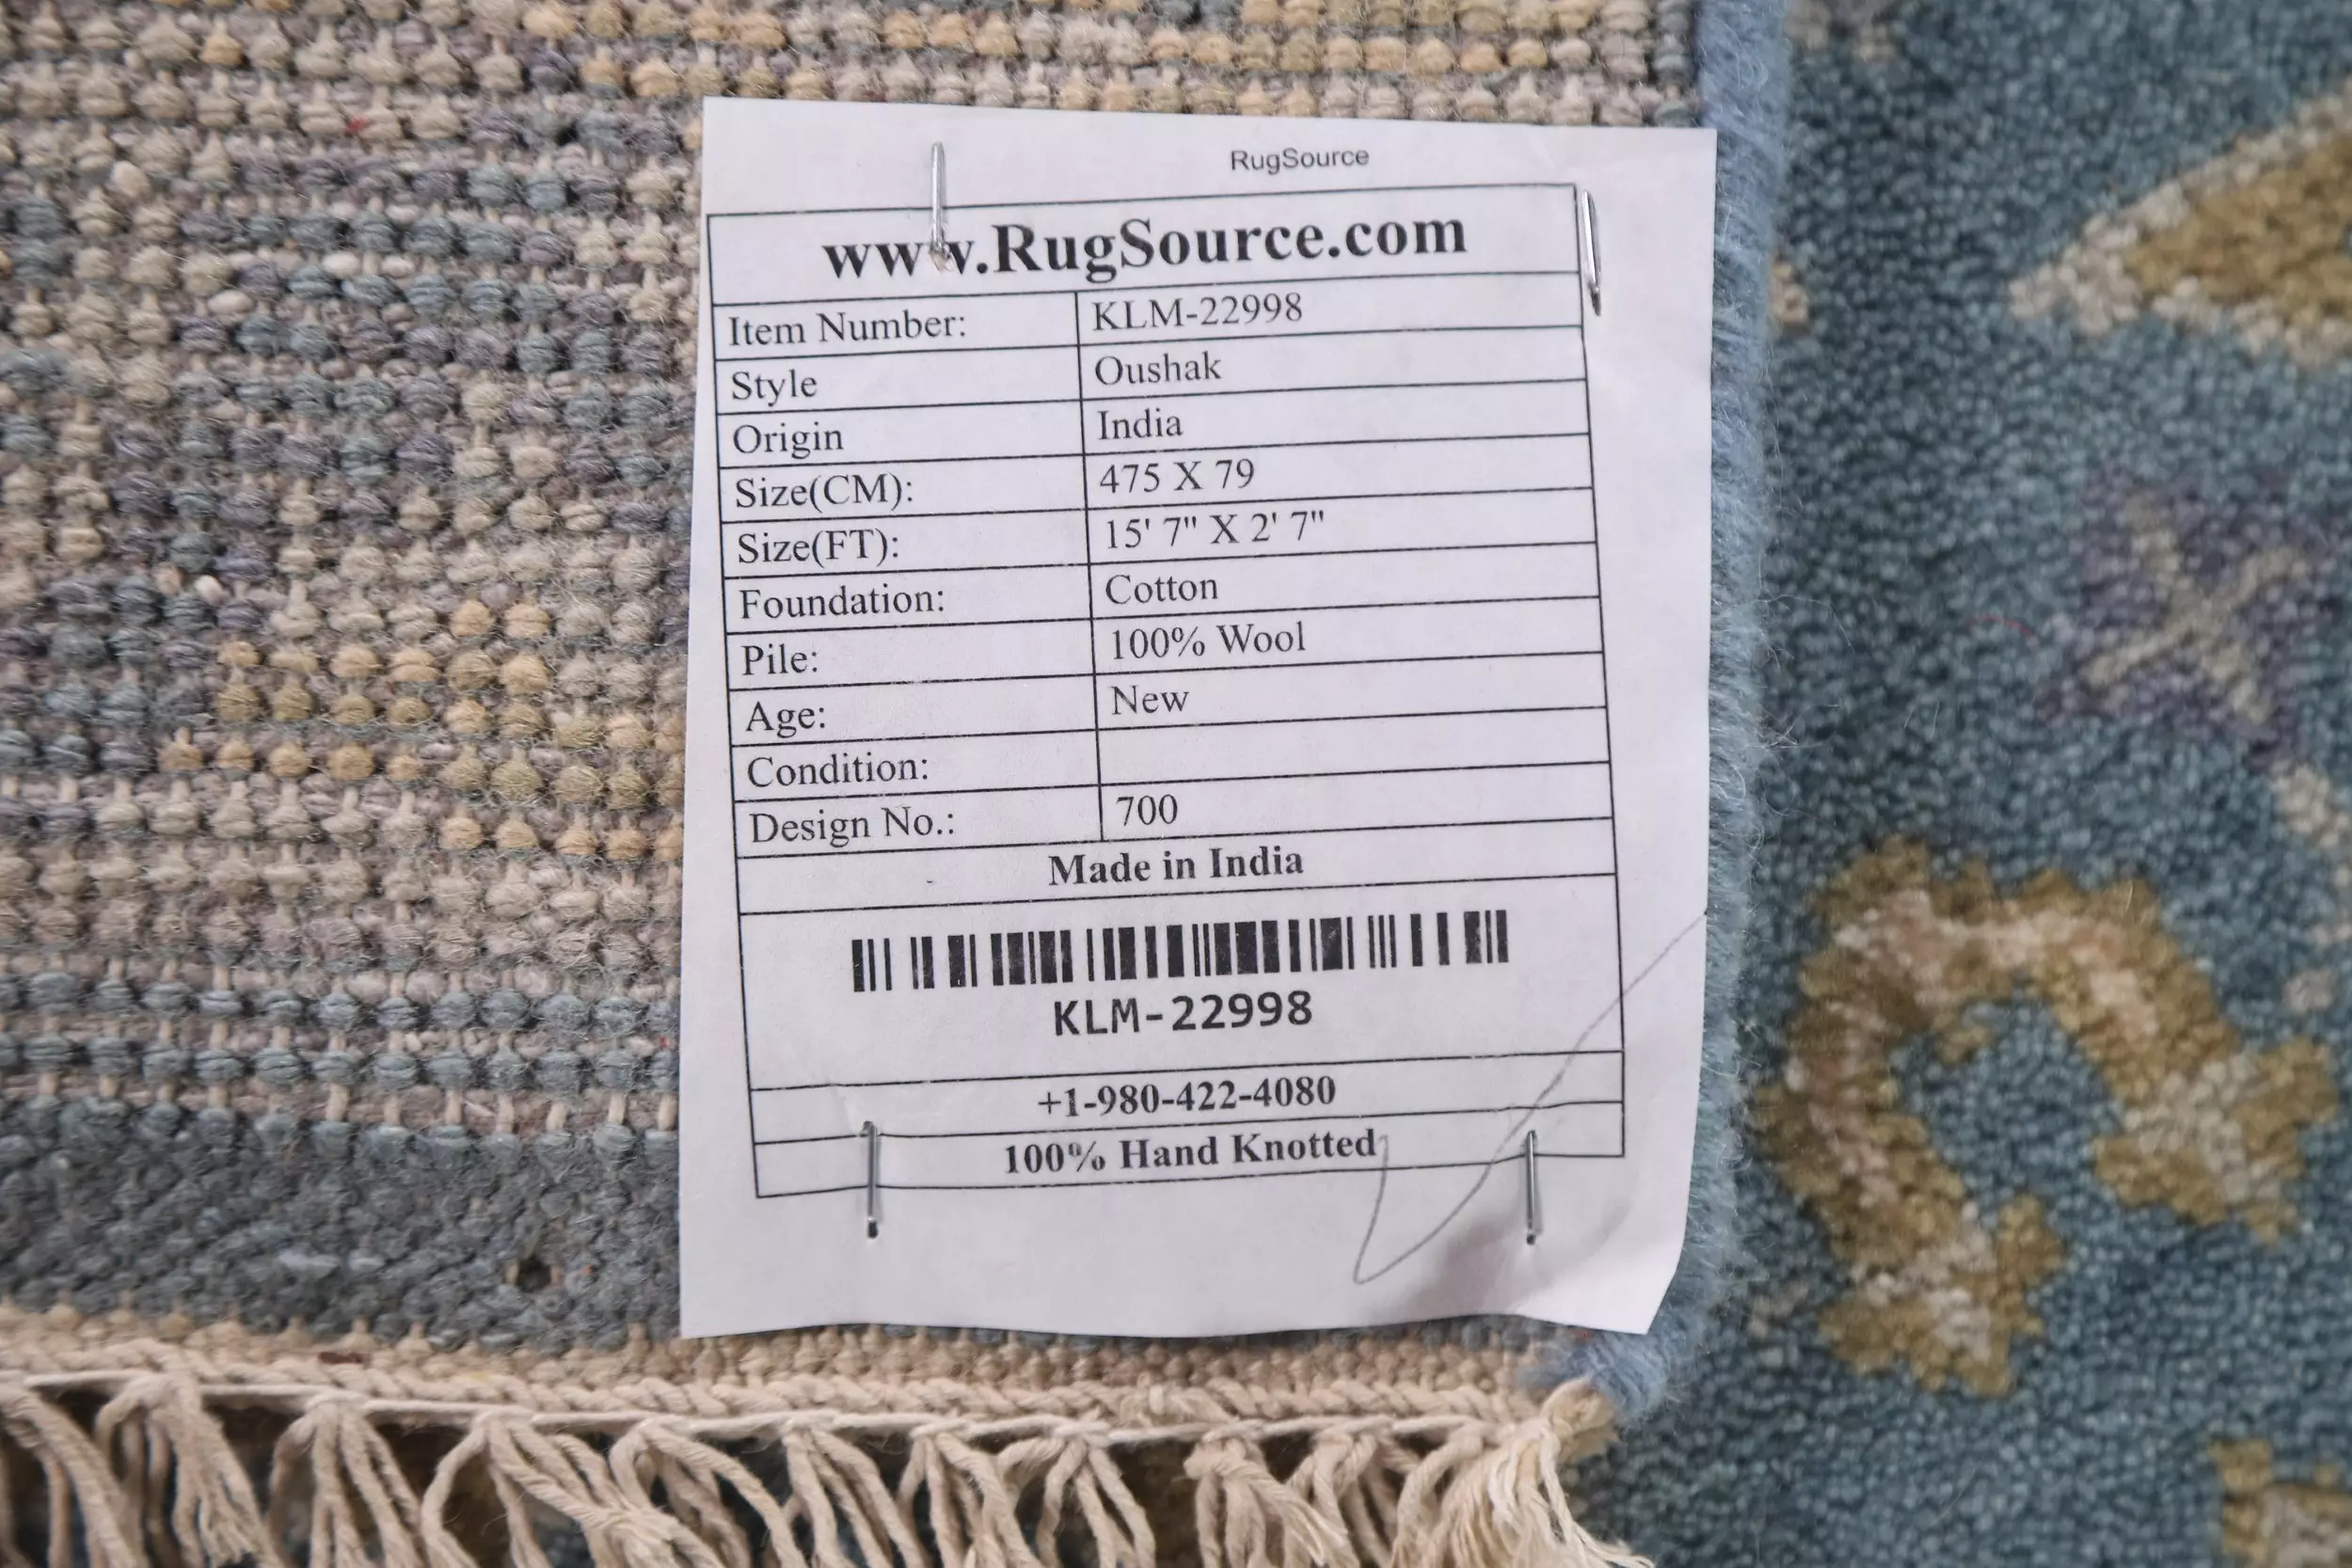 RugSource
www.RugSource.com
Item Number: KLM-22998
Style Oushak
Origin India
Size(CM): 475 X 79
Size(FT): 15' 7" X 2' 7"
Foundation: Cotton
Pile: 100% Wool
Age: New
Condition:
Design No.: 700
Made in India
KLM-22998
+1-980-422-4080
100% Hand Knotted